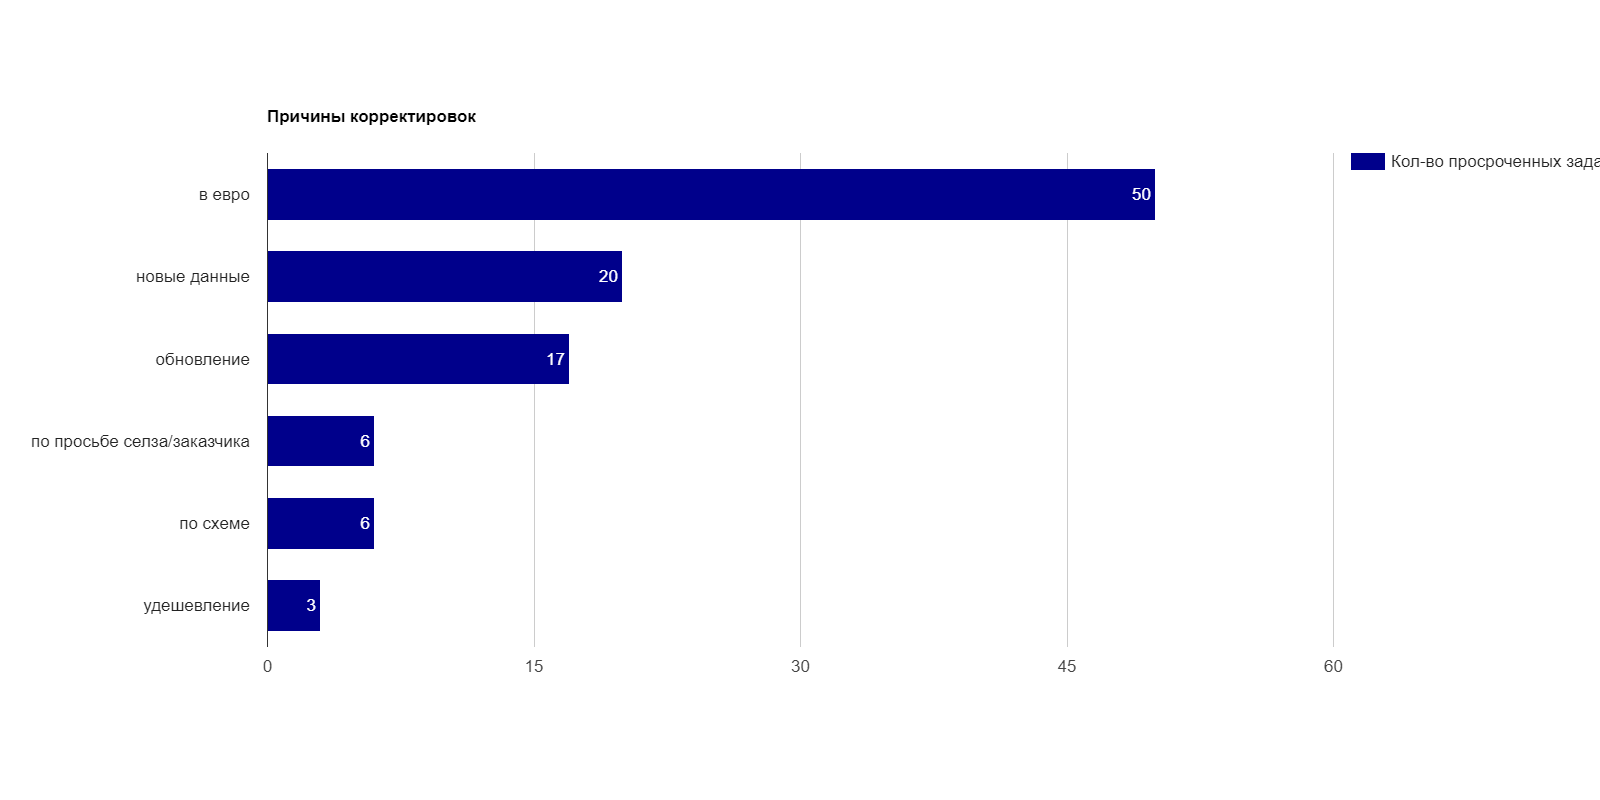 Причины корректировок
Кол-во просроченных
в евро
50
новые данные
20
обновление
17
по просьбе селза/заказчика
6
по схеме
6
удешевление
3
0 15 30 45 60